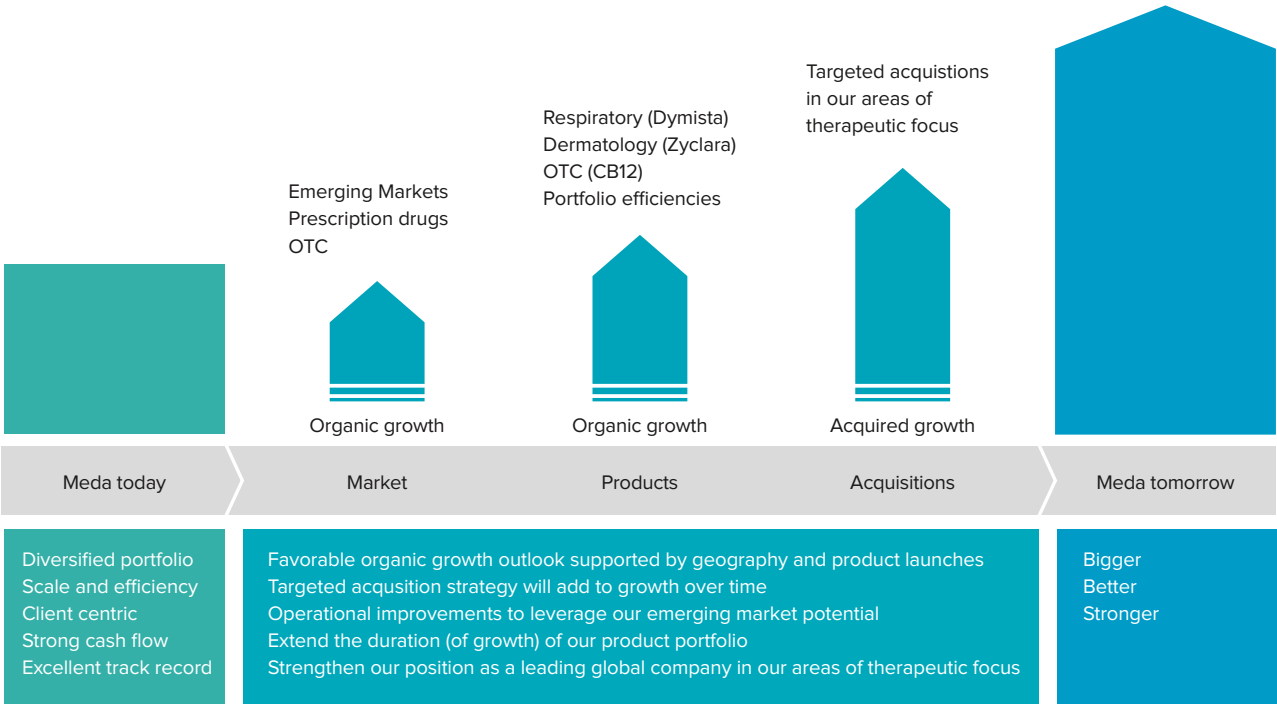 Targeted acquistions
in our areas of
therapeutic focus
Respiratory (Dymista)
Dermatology (Zyclara)
OTC (CB12)
Portfolio efficiencies
Emerging Markets
Prescription drugs
OTC
Organic growth
Organic growth
Acquired growth
Meda today
Market
Products
Acquisitions
Meda tomorrow
Diversified portfolio
Scale and efficiency
Client centric
Strong cash flow
Excellent track record
Favorable organic growth outlook supported by geography and product launches
Targeted acqusition strategy will add to growth over time
Operational improvements to leverage our emerging market potential
Extend the duration (of growth) of our product portfolio
Strengthen our position as a leading global company in our areas of therapeutic focus
Bigger
Better
Stronger